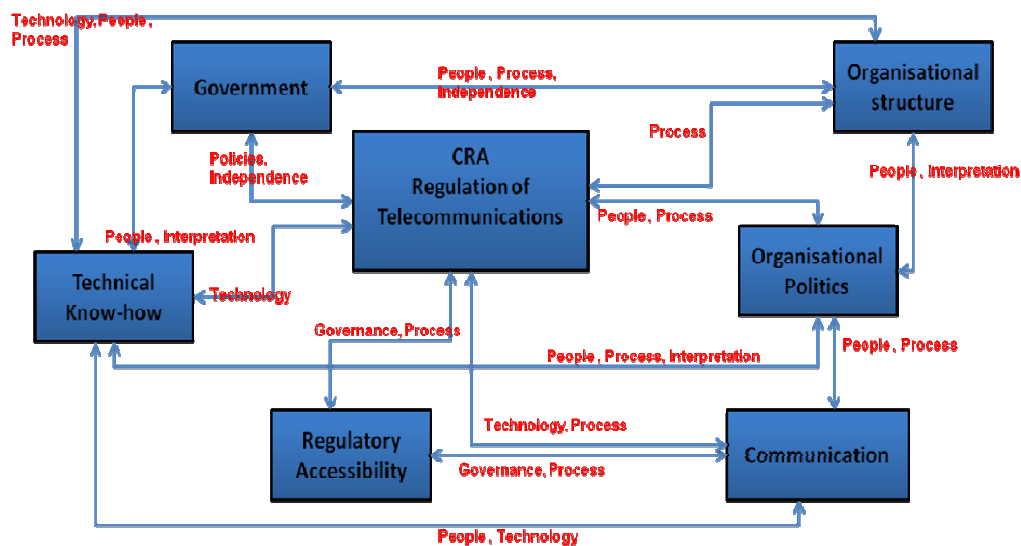 Technology, People ,
Process
Government
People , Process,
Independence
Organisational
structure
Process
CRA
Regulation of
Telecommunications
Policies,
Independence
People , Interpretation
People , Process
People , Interpretation
Organisational
Politics
Technical
Know-how
Technology
Governance, Process
People , Process, Interpretation
People , Process
Regulatory
Accessibility
Technology, Process
Communication
Governance, Process
People , Technology